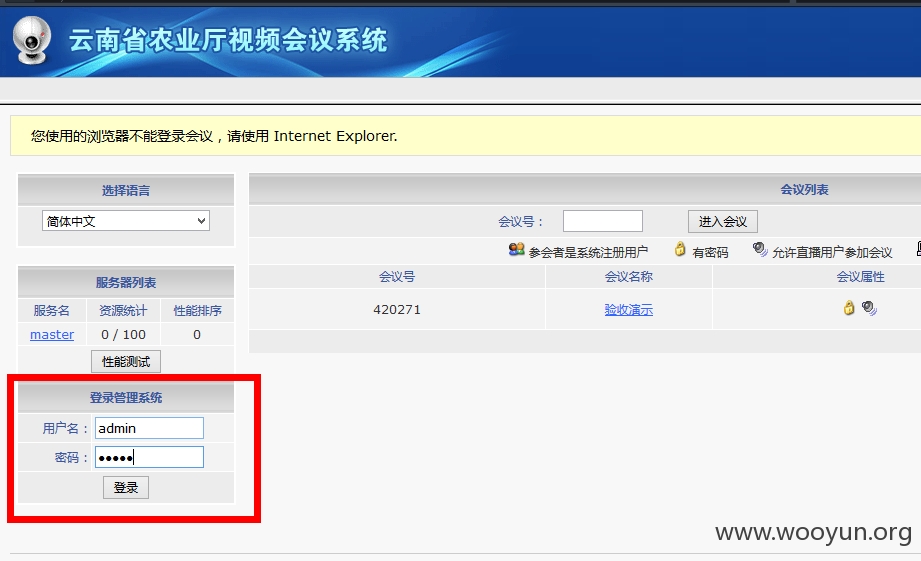 云南省农业厅视频会议系统
您使用的浏览器不能登录会议，请使用 Internet Explorer.
选择语言
简体中文
服务器列表
服务名 资源统计 性能排序
master 0 / 100 0
性能测试
登录管理系统
用户名：admin
密码：•••••
登录
会议列表
会议号： 进入会议
参会者是系统注册用户 有密码 允许直播用户参加会议
会议号 会议名称 会议属性
420271 验收演示
www.wooyun.org